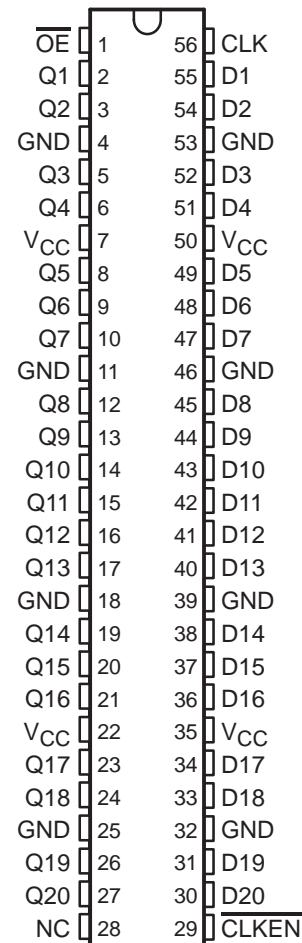 O̅E̅ 1 56 CLK
Q1 2 55 D1
Q2 3 54 D2
GND 4 53 GND
Q3 5 52 D3
Q4 6 51 D4
VCC 7 50 VCC
Q5 8 49 D5
Q6 9 48 D6
Q7 10 47 D7
GND 11 46 GND
Q8 12 45 D8
Q9 13 44 D9
Q10 14 43 D10
Q11 15 42 D11
Q12 16 41 D12
Q13 17 40 D13
GND 18 39 GND
Q14 19 38 D14
Q15 20 37 D15
Q16 21 36 D16
VCC 22 35 VCC
Q17 23 34 D17
Q18 24 33 D18
GND 25 32 GND
Q19 26 31 D19
Q20 27 30 D20
NC 28 29 C̅L̅K̅E̅N̅